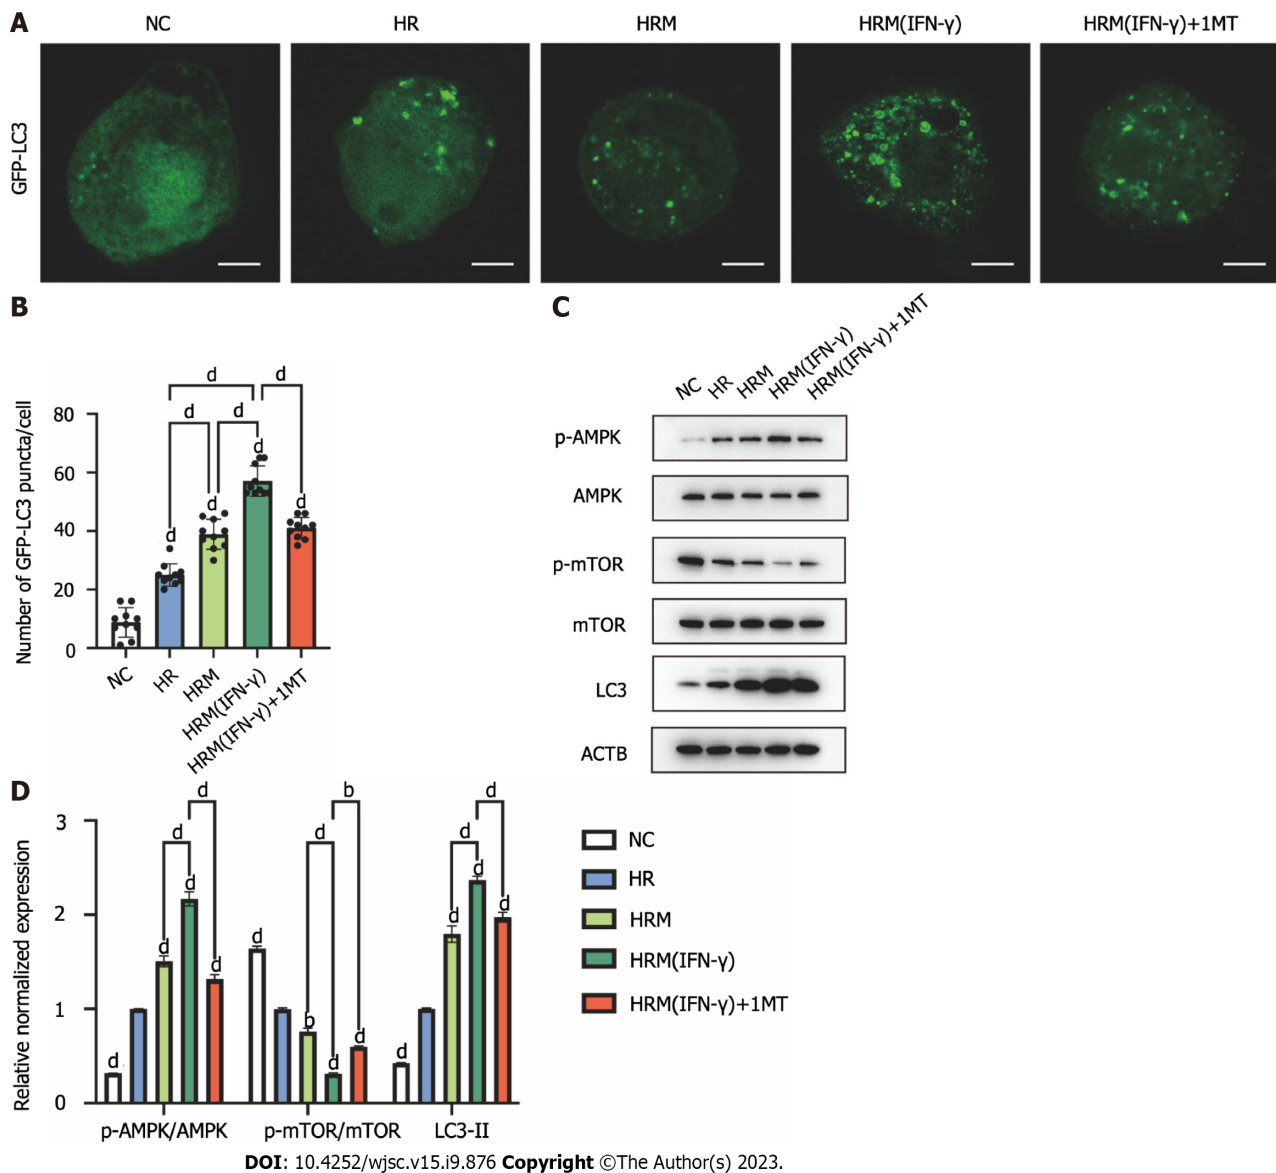 A
NC
HR
HRM
HRM(IFN-γ)
HRM(IFN-γ)+1MT
GFP-LC3
B
Number of GFP-LC3 puncta/cell
80
60
40
20
0
d
d
d
d
d
d
d
d
NC
HR
HRM
HRM(IFN-γ)
HRM(IFN-γ)+1MT
C
NC
HR
HRM
HRM(IFN-γ)
HRM(IFN-γ)+1MT
p-AMPK
AMPK
p-mTOR
mTOR
LC3
ACTB
D
Relative normalized expression
3
2
1
0
d
d
d
d
d
d
d
d
b
b
d
d
d
d
d
d
d
d
p-AMPK/AMPK
p-mTOR/mTOR
LC3-II
NC
HR
HRM
HRM(IFN-γ)
HRM(IFN-γ)+1MT
DOI: 10.4252/wjsc.v15.i9.876 Copyright ©The Author(s) 2023.